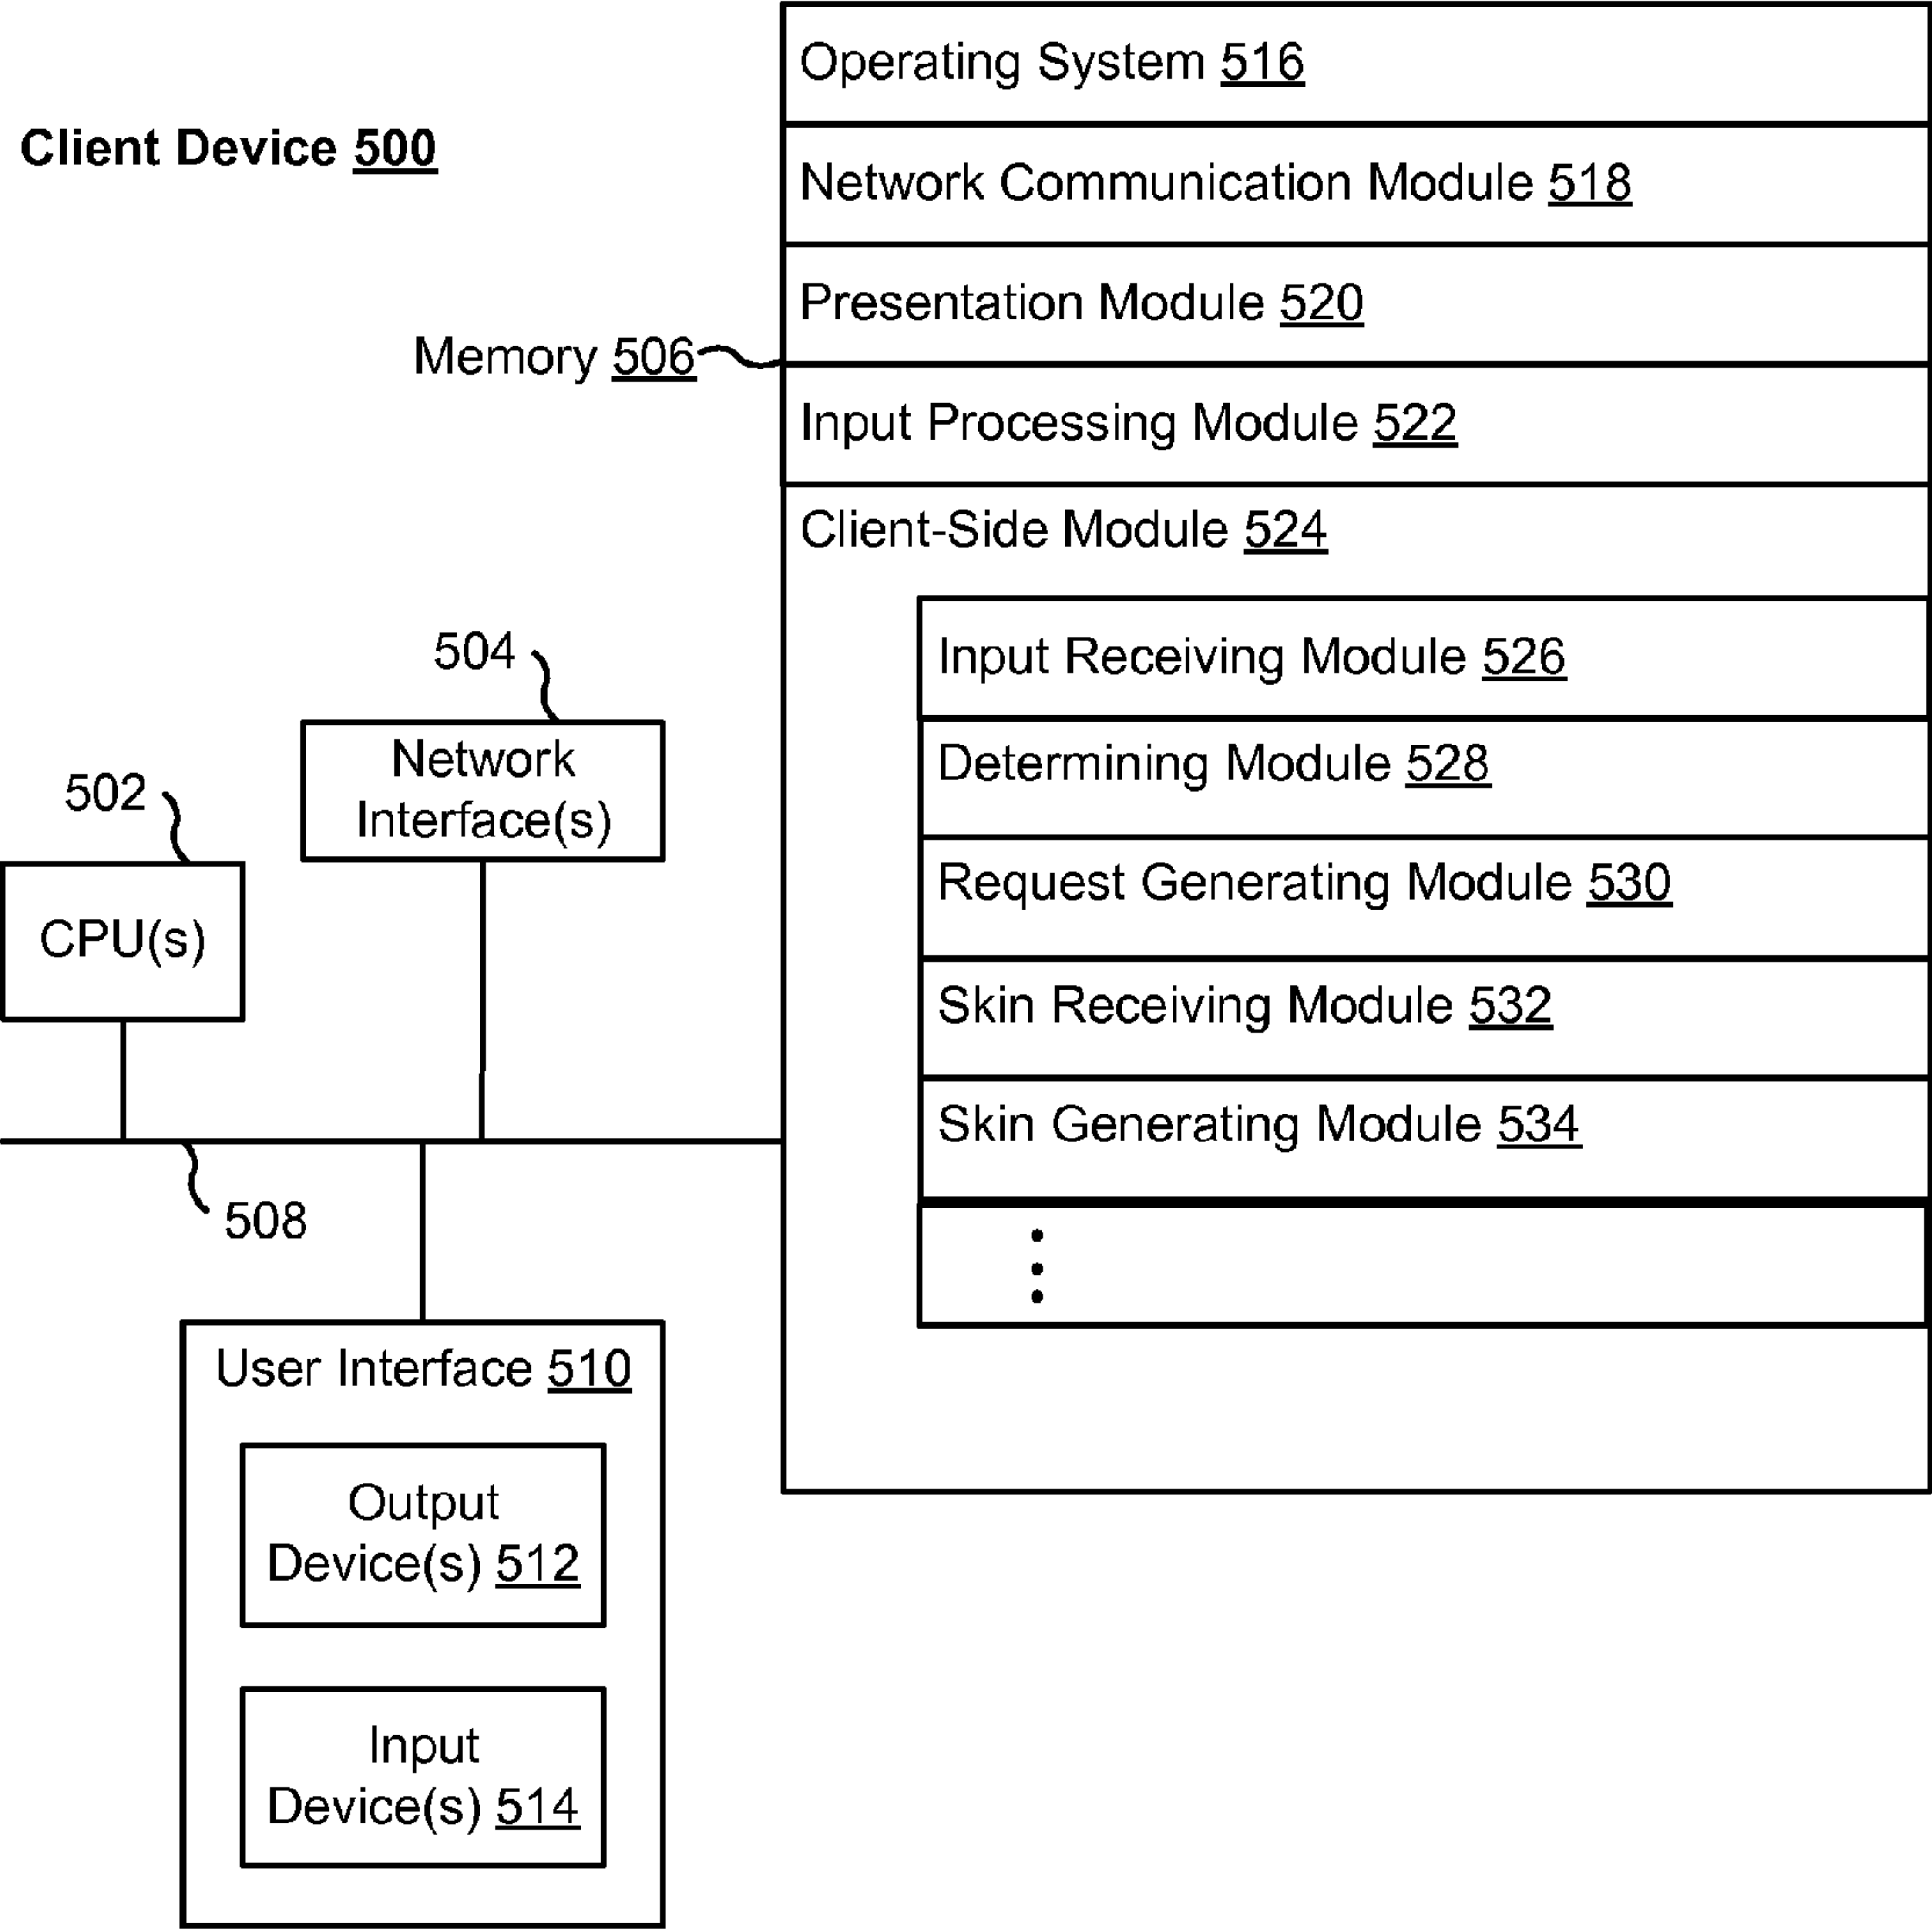 Client Device 500
Operating System 516
Network Communication Module 518
Presentation Module 520
Memory 506
Input Processing Module 522
Client-Side Module 524
Input Receiving Module 526
Determining Module 528
Request Generating Module 530
Skin Receiving Module 532
Skin Generating Module 534
504
Network
Interface(s)
502
CPU(s)
508
User Interface 510
Output
Device(s) 512
Input
Device(s) 514